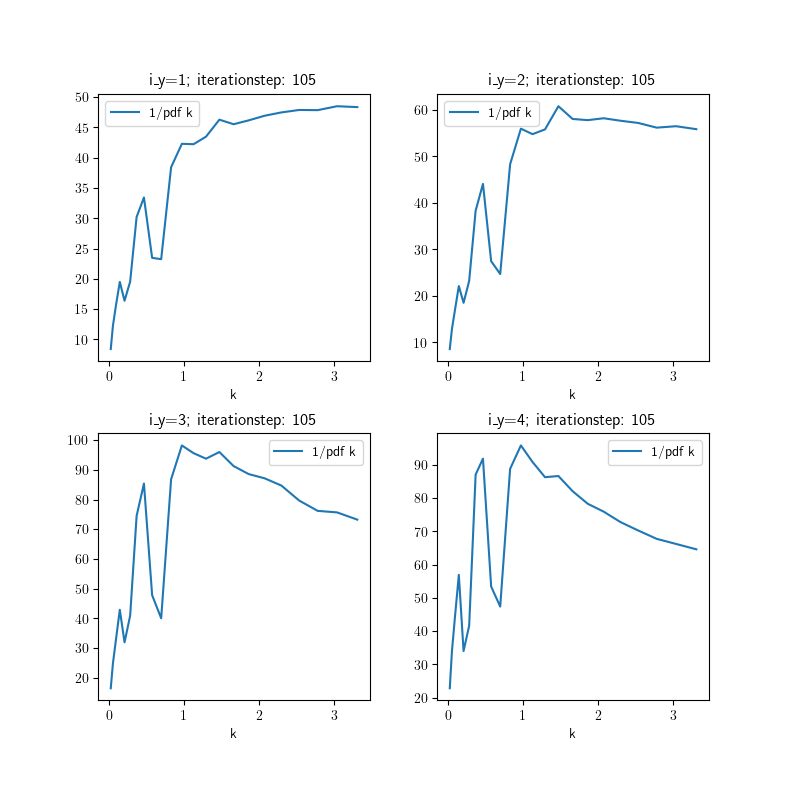 i_y=1; iterationstep: 105
1/pdf k
50
45
40
35
30
25
20
15
10
0 1 2 3
k
i_y=2; iterationstep: 105
1/pdf k
60
50
40
30
20
10
0 1 2 3
k
i_y=3; iterationstep: 105
1/pdf k
100
90
80
70
60
50
40
30
20
0 1 2 3
k
i_y=4; iterationstep: 105
1/pdf k
90
80
70
60
50
40
30
20
0 1 2 3
k